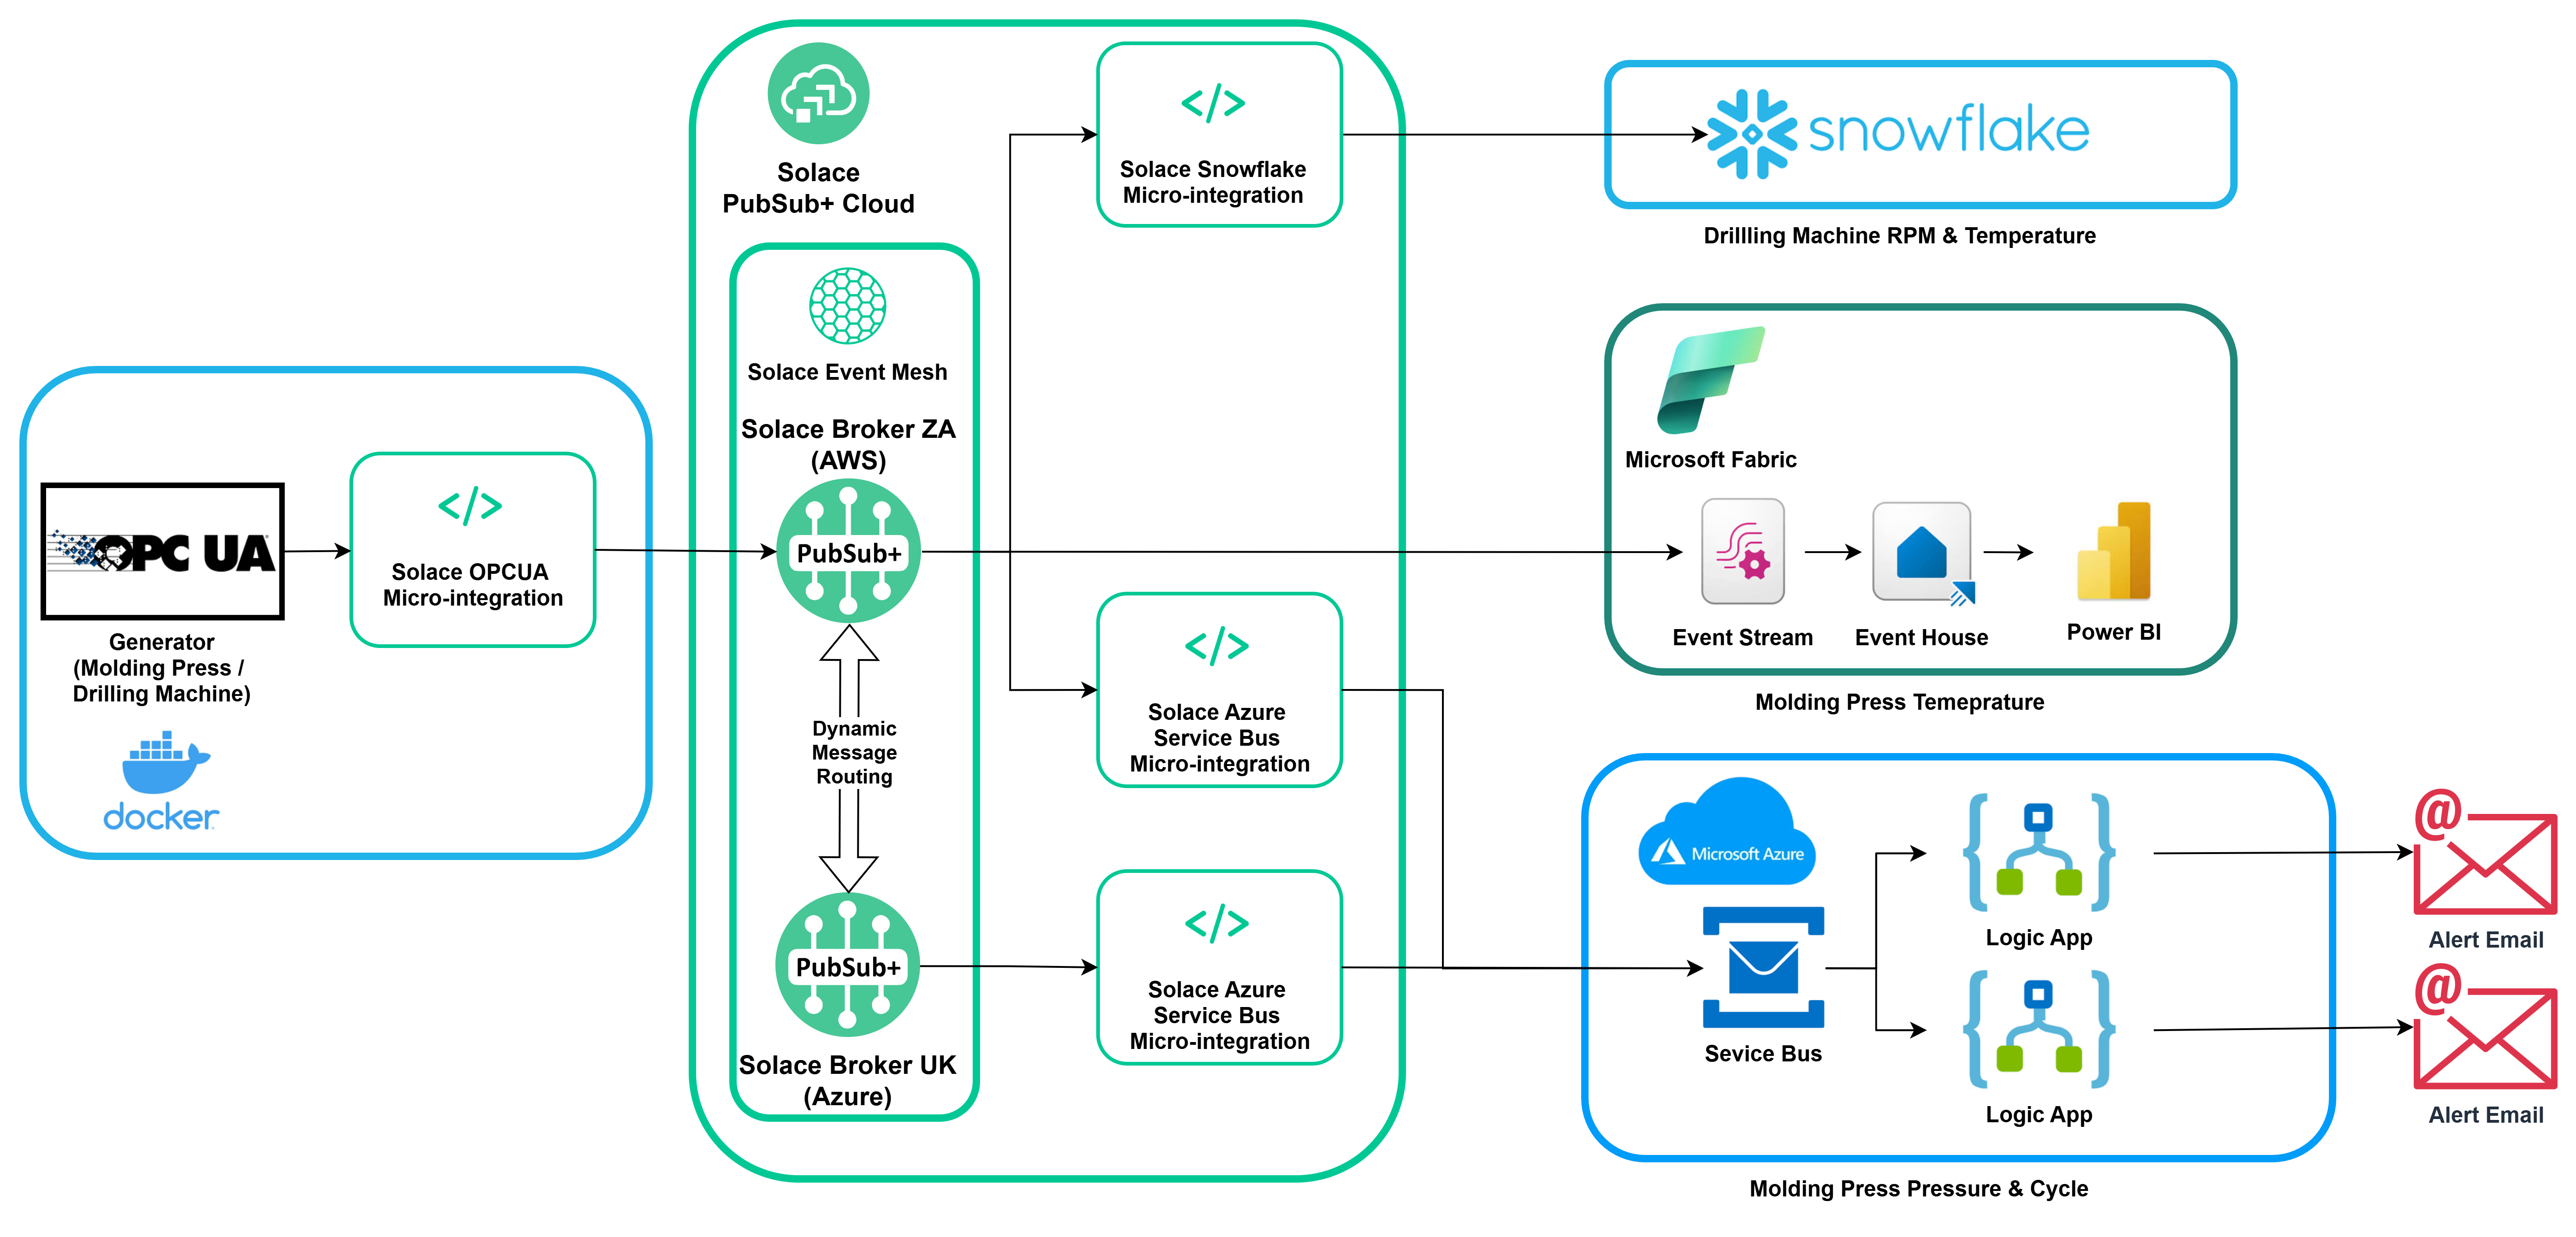 OPC UA
Generator
(Molding Press /
Drilling Machine)
docker
</>
Solace OPCUA
Micro-integration
Solace
PubSub+ Cloud
Solace Event Mesh
Solace Broker ZA
(AWS)
PubSub+
Dynamic
Message
Routing
PubSub+
Solace Broker UK
(Azure)
</>
Solace Snowflake
Micro-integration
</>
Solace Azure
Service Bus
Micro-integration
</>
Solace Azure
Service Bus
Micro-integration
snowflake
Drillling Machine RPM & Temperature
Microsoft Fabric
Event Stream
Event House
Power BI
Molding Press Temeprature
Microsoft Azure
Sevice Bus
Logic App
Logic App
Molding Press Pressure & Cycle
@
Alert Email
@
Alert Email